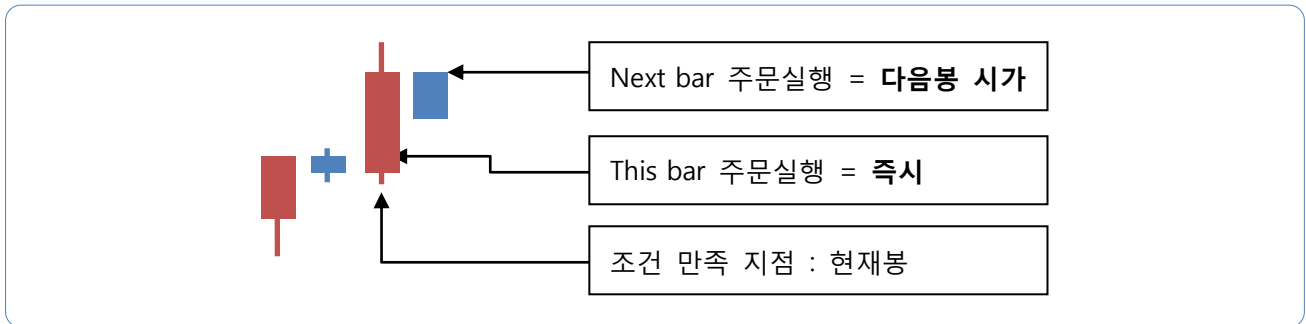 Next bar 주문실행 = 다음봉 시가
This bar 주문실행 = 즉시
조건 만족 지점 : 현재봉